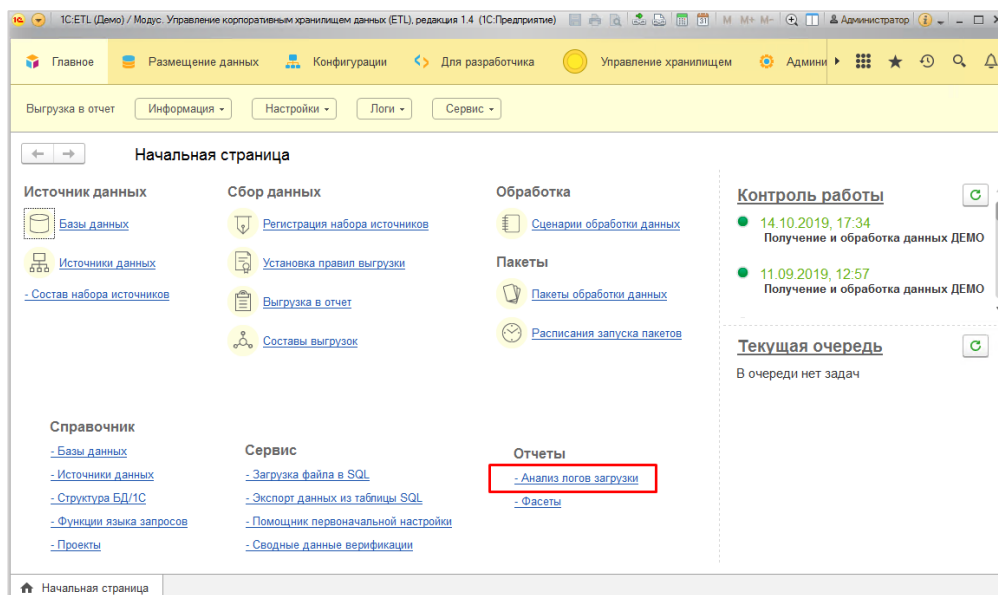 1С:ETL (Демо) / Модус. Управление корпоративным хранилищем данных (ETL), редакция 1.4 (1С:Предприятие) M M+ M- Администратор
Главное Размещение данных Конфигурации Для разработчика Управление хранилищем Админи
Выгрузка в отчет Информация Настройки Логи Сервис
Начальная страница
Источник данных
Базы данных
Источники данных
- Состав набора источников
Сбор данных
Регистрация набора источников
Установка правил выгрузки
Выгрузка в отчет
Составы выгрузок
Обработка
Сценарии обработки данных
Пакеты
Пакеты обработки данных
Расписания запуска пакетов
Контроль работы
14.10.2019, 17:34
Получение и обработка данных ДЕМО
11.09.2019, 12:57
Получение и обработка данных ДЕМО
Текущая очередь
В очереди нет задач
Справочник
- Базы данных
- Источники данных
- Структура БД/1С
- Функции языка запросов
- Проекты
Сервис
- Загрузка файла в SQL
- Экспорт данных из таблицы SQL
- Помощник первоначальной настройки
- Сводные данные верификации
Отчеты
- Анализ логов загрузки
- Фасеты
Начальная страница